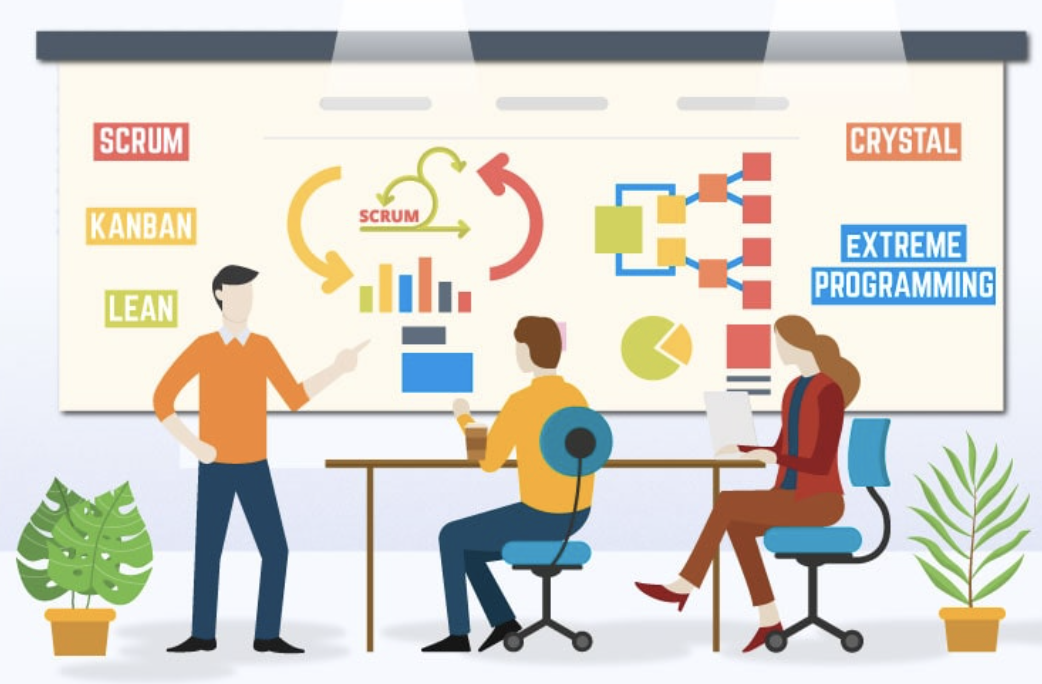 SCRUM
KANBAN
LEAN
SCRUM
CRYSTAL
eXTREME
PROGRAMMING